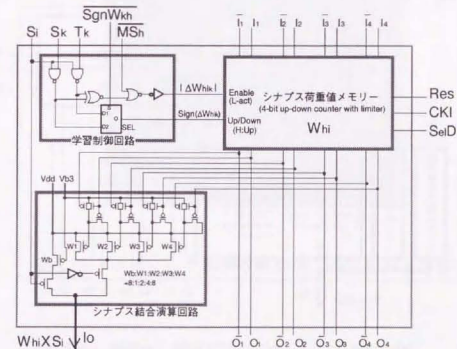 SgnWkh
MSh
Si Sk Tk
I1 I1 I2 I2 I3 I3 I4 I4
D1
D2
SEL
学習制御回路
|ΔWhik|
Sign(ΔWhik)
Enable
(L-act)
Up/Down
(H:Up)
シナプス荷重値メモリー
(4-bit up-down counter with limiter)
Whi
Res
CKI
SelD
Vdd Vb3
W1 W2 W3 W4
Wb
Wb:W1:W2:W3:W4
=8:1:2:4:8
シナプス結合演算回路
WhiXSi Io
O1 O1 O2 O2 O3 O3 O4 O4